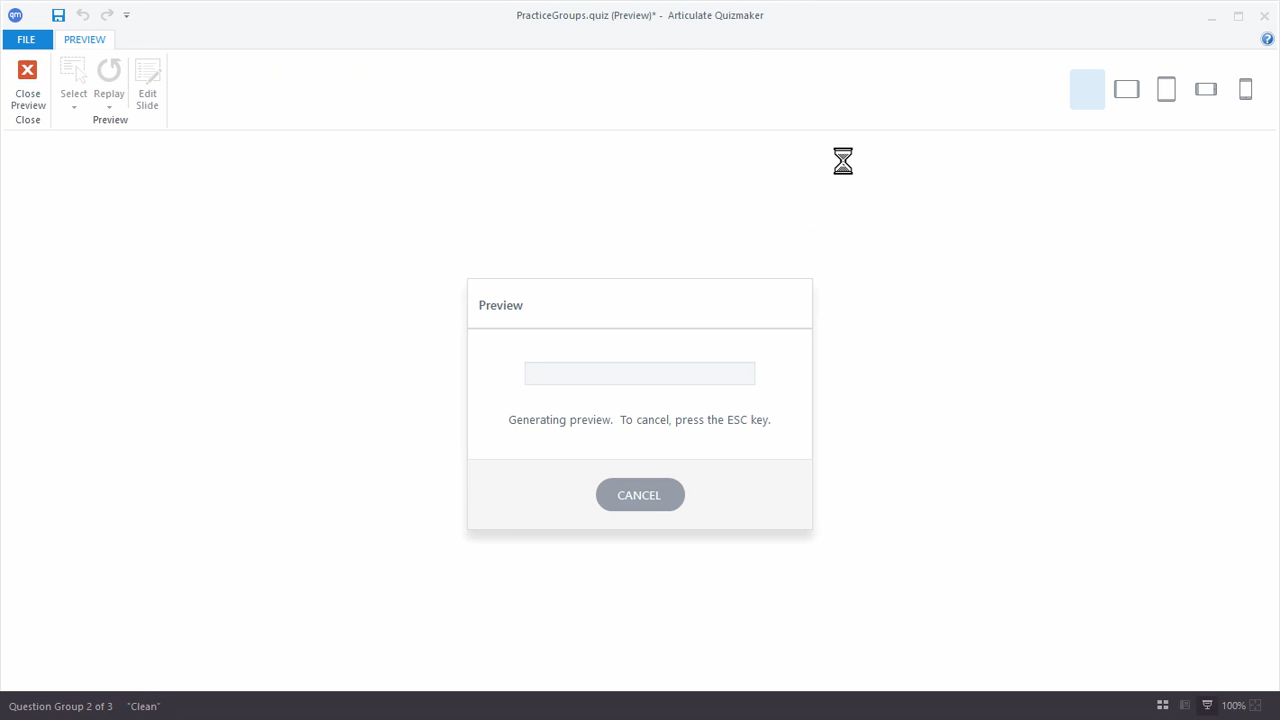 qm
PracticeGroups.quiz (Preview)* - Articulate Quizmaker
FILE
PREVIEW
?
Close
Preview
Select
Replay
Edit
Slide
Close
Preview
Preview
Generating preview. To cancel, press the ESC key.
CANCEL
Question Group 2 of 3
"Clean"
100%